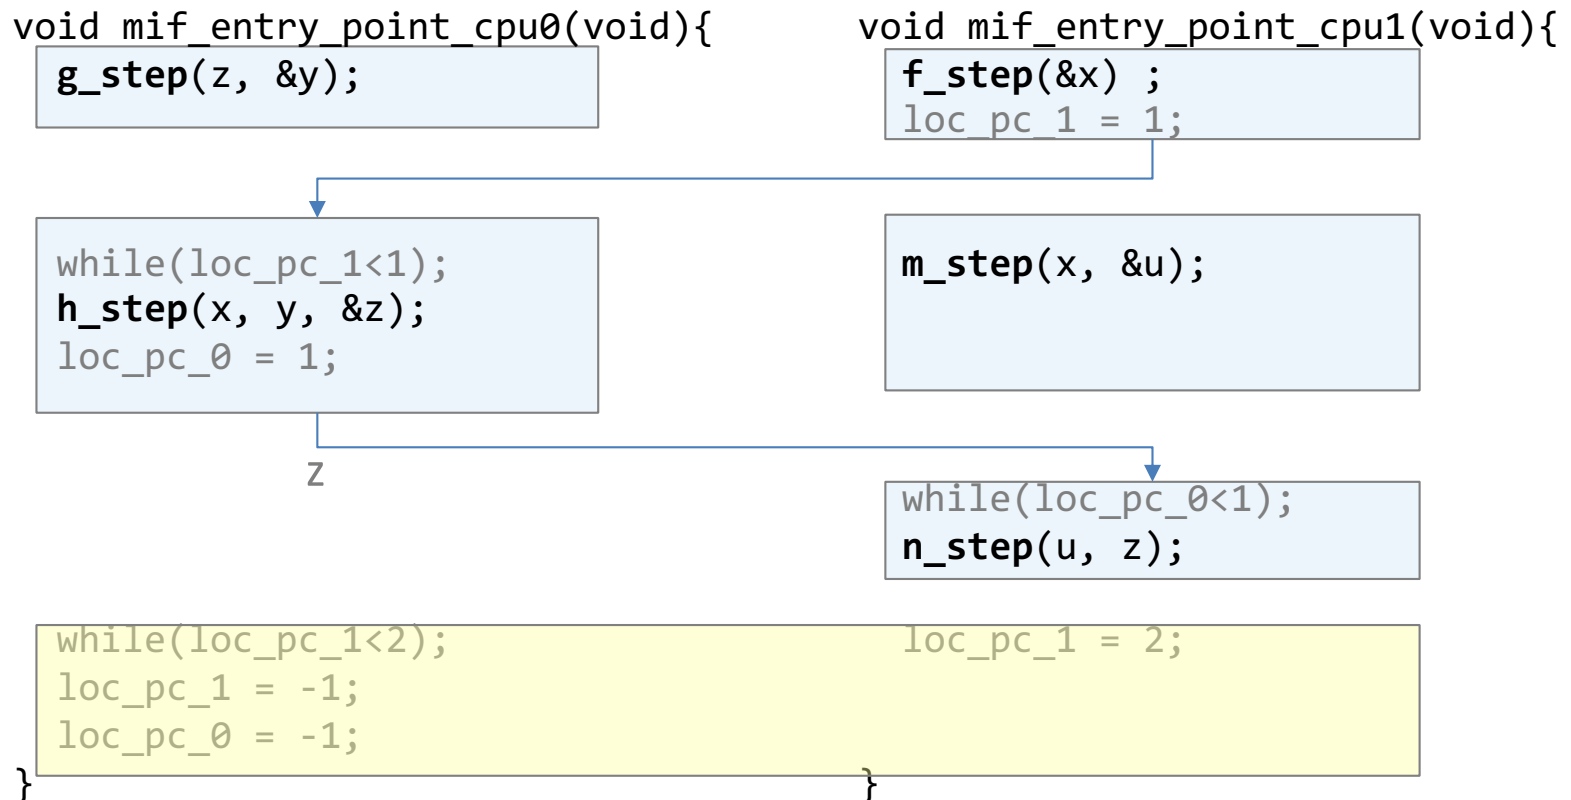 void mif_entry_point_cpu0(void){
g_step(z, &y);
while(loc_pc_1<1);
h_step(x, y, &z);
loc_pc_0 = 1;
z
while(loc_pc_1<2);
loc_pc_1 = -1;
loc_pc_0 = -1;
}
void mif_entry_point_cpu1(void){
f_step(&x) ;
loc_pc_1 = 1;
m_step(x, &u);
while(loc_pc_0<1);
n_step(u, z);
loc_pc_1 = 2;
}